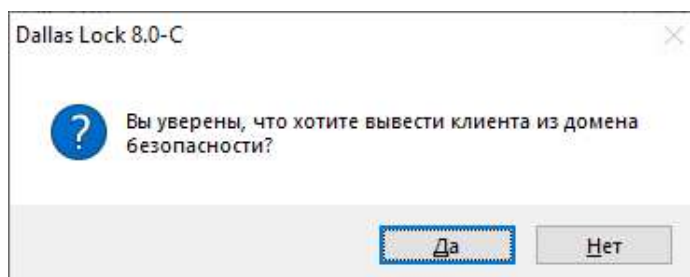 Dallas Lock 8.0-C
Вы уверены, что хотите вывести клиента из домена
безопасности?
Да
Нет